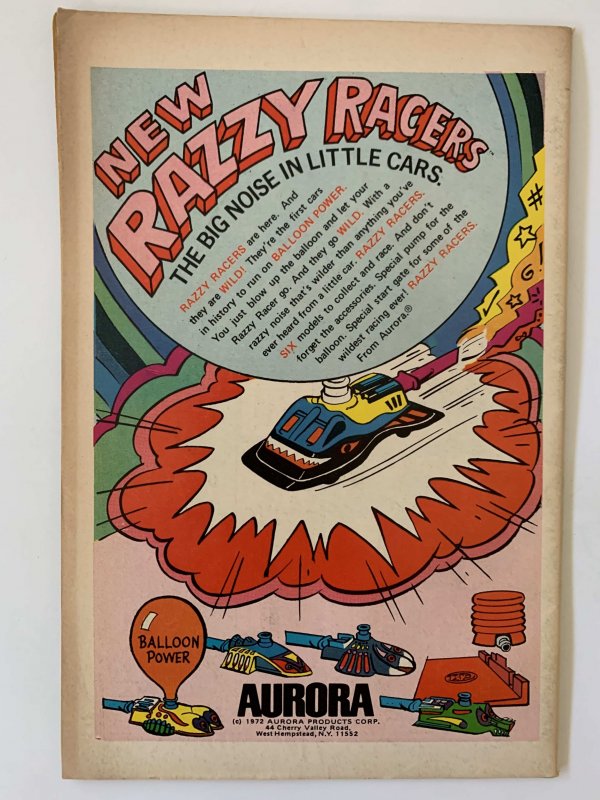 NEW
RAZZY RACERS™
THE BIG NOISE IN LITTLE CARS.
RAZZY RACERS are here. And
they are WILD! They're the first cars
in history to run on BALLOON POWER.
You just blow up the balloon and let your
Razzy Racer go. And they go WILD. With a
razzy noise that's wilder than anything you've
ever heard from a little car. RAZZY RACERS.
SIX models to collect and race. And don't
forget the accessories. Special pump for the
balloon. Special start gate for some of the
wildest racing ever! RAZZY RACERS.
From Aurora.®
BALLOON
POWER
AURORA
(c) 1972 AURORA PRODUCTS CORP.
44 Cherry Valley Road,
West Hempstead, N.Y. 11552